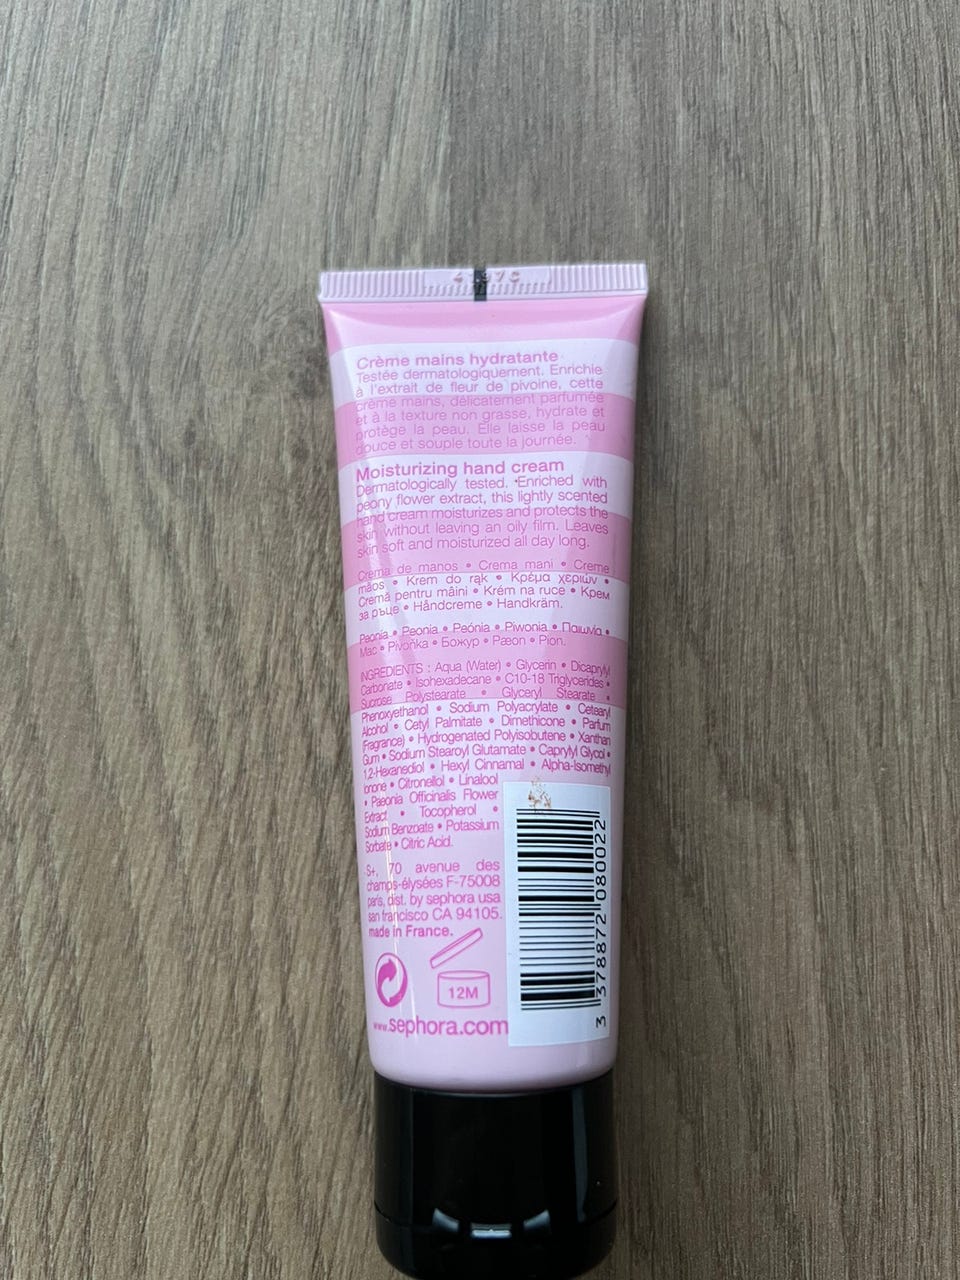 Crème mains hydratante
Testée dermatologiquement. Enrichie
à l'extrait de fleur de pivoine, cette
crème mains, délicatement parfumée
et à la texture non grasse, hydrate et
protège la peau. Elle laisse la peau
douce et souple toute la journée.
Moisturizing hand cream
Dermatologically tested. Enriched with
peony flower extract, this lightly scented
hand cream moisturizes and protects the
skin without leaving an oily film. Leaves
skin soft and moisturized all day long.
Crema de manos • Crema mani • Creme
mãos • Krem do rąk • Κρέμα χεριών •
Cremă pentru mâini • Krém na ruce • Крем
за ръце • Håndcreme • Handkräm.
Peonía • Peonia • Peónia • Piwonia • Παιωνία •
Mac • Pivoňka • Божур • Pæon • Pion.
INGREDIENTS : Aqua (Water) • Glycerin • Dicaprylyl
Carbonate • Isohexadecane • C10-18 Triglycerides •
Sucrose Polystearate • Glyceryl Stearate •
Phenoxyethanol • Sodium Polyacrylate • Cetearyl
Alcohol • Cetyl Palmitate • Dimethicone • Parfum
(Fragrance) • Hydrogenated Polyisobutene • Xanthan
Gum • Sodium Stearoyl Glutamate • Caprylyl Glycol •
1,2-Hexanediol • Hexyl Cinnamal • Alpha-Isomethyl
Ionone • Citronellol • Linalool
• Paeonia Officinalis Flower
Extract • Tocopherol •
Sodium Benzoate • Potassium
Sorbate • Citric Acid.
S+, 70 avenue des
champs-élysées F-75008
paris, dist. by sephora usa
san francisco CA 94105.
made in France.
12M
www.sephora.com
3 378872 080022